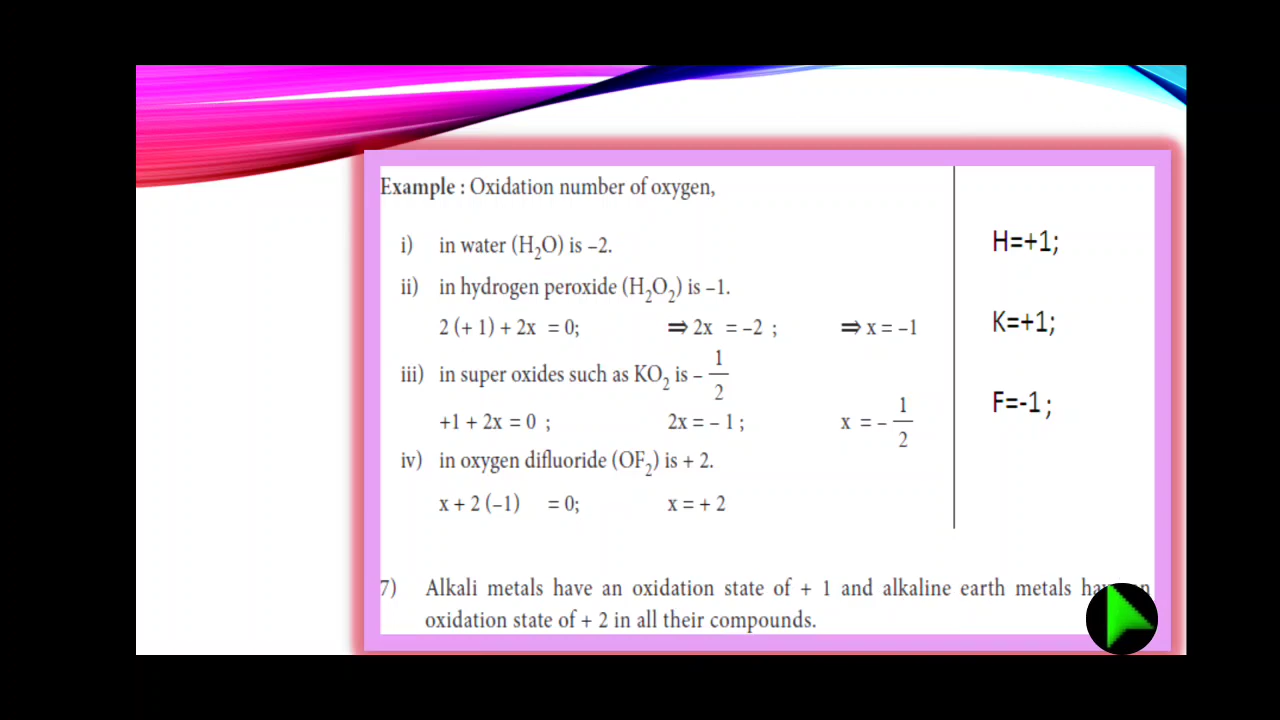 Example : Oxidation number of oxygen,
i) in water (H₂O) is –2.
ii) in hydrogen peroxide (H₂O₂) is –1.
2 (+ 1) + 2x = 0; ⇒ 2x = –2 ; ⇒ x = –1
iii) in super oxides such as KO₂ is – 1/2
+1 + 2x = 0 ; 2x = – 1 ; x = – 1/2
iv) in oxygen difluoride (OF₂) is + 2.
x + 2 (–1) = 0; x = + 2
7) Alkali metals have an oxidation state of + 1 and alkaline earth metals
oxidation state of + 2 in all their compounds.
H=+1;
K=+1;
F=-1 ;